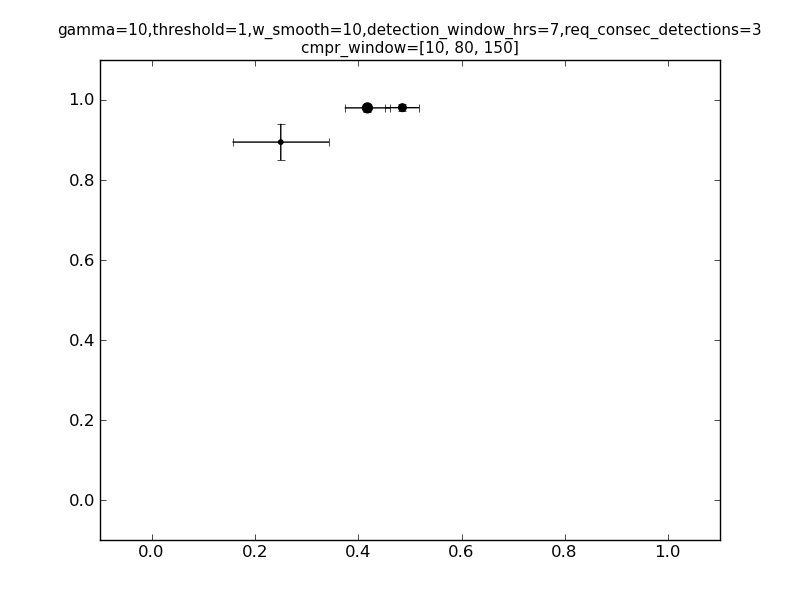 gamma=10,threshold=1,w_smooth=10,detection_window_hrs=7,req_consec_detections=3
cmpr_window=[10, 80, 150]
1.0
0.8
0.6
0.4
0.2
0.0
0.0 0.2 0.4 0.6 0.8 1.0